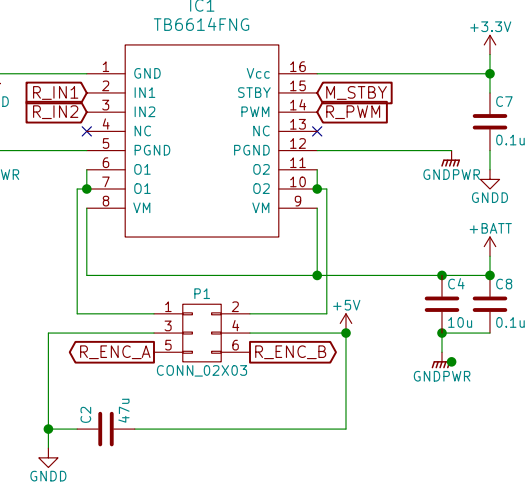 IC1
TB6614FNG
+3.3V
1 GND Vcc 16
R_IN1 2 IN1 STBY 15 M_STBY
D R_IN2 3 IN2 PWM 14 R_PWM
C7
4 NC NC 13
0.1u
5 PGND PGND 12
WR 6 O1 O2 11 GNDPWR
7 O1 O2 10
GNDD
8 VM VM 9
+BATT
P1
C4 C8
1 2 +5V
10u 0.1u
3 4
R_ENC_A 5 6 R_ENC_B
CONN_02X03
GNDPWR
C2 47u
GNDD